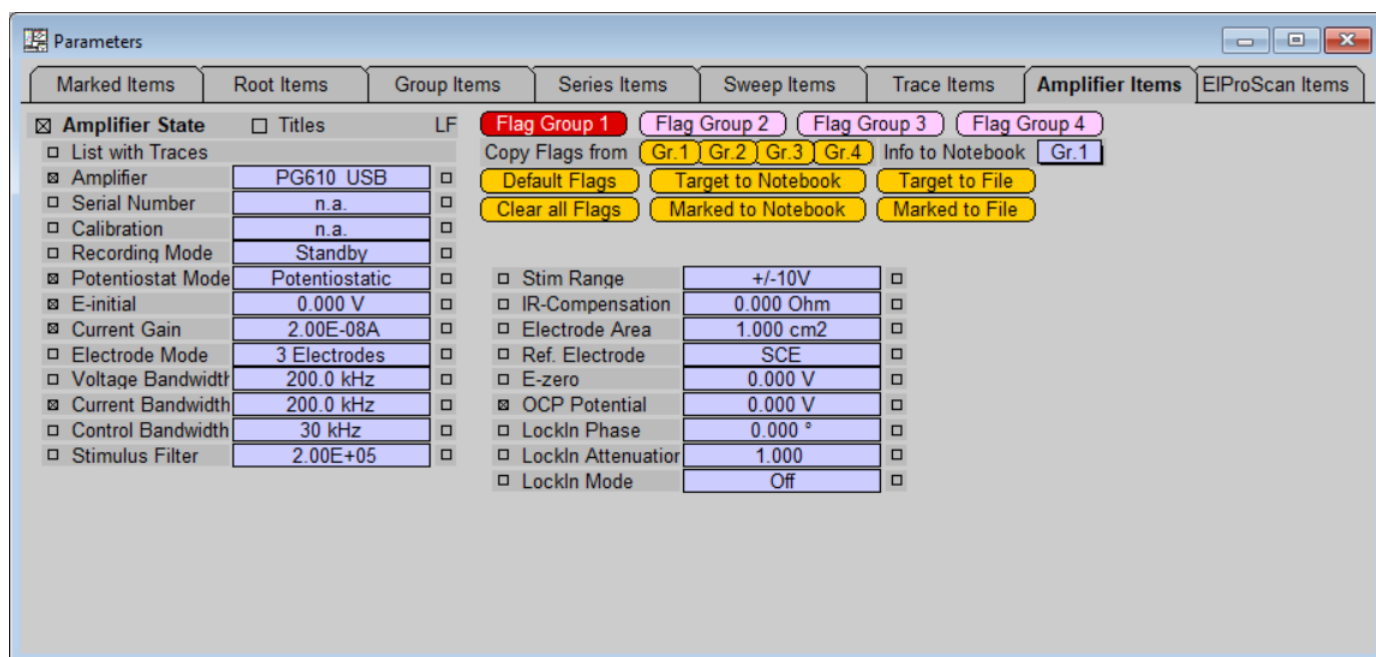 Parameters
Marked Items Root Items Group Items Series Items Sweep Items Trace Items Amplifier Items ElProScan Items
Amplifier State Titles LF Flag Group 1 Flag Group 2 Flag Group 3 Flag Group 4
List with Traces Copy Flags from Gr.1 Gr.2 Gr.3 Gr.4 Info to Notebook Gr.1
Amplifier PG610 USB Default Flags Target to Notebook Target to File
Serial Number n.a. Clear all Flags Marked to Notebook Marked to File
Calibration n.a.
Recording Mode Standby
Potentiostat Mode Potentiostatic Stim Range +/-10V
E-initial 0.000 V IR-Compensation 0.000 Ohm
Current Gain 2.00E-08A Electrode Area 1.000 cm2
Electrode Mode 3 Electrodes Ref. Electrode SCE
Voltage Bandwidth 200.0 kHz E-zero 0.000 V
Current Bandwidth 200.0 kHz OCP Potential 0.000 V
Control Bandwidth 30 kHz LockIn Phase 0.000 °
Stimulus Filter 2.00E+05 LockIn Attenuation 1.000
LockIn Mode Off